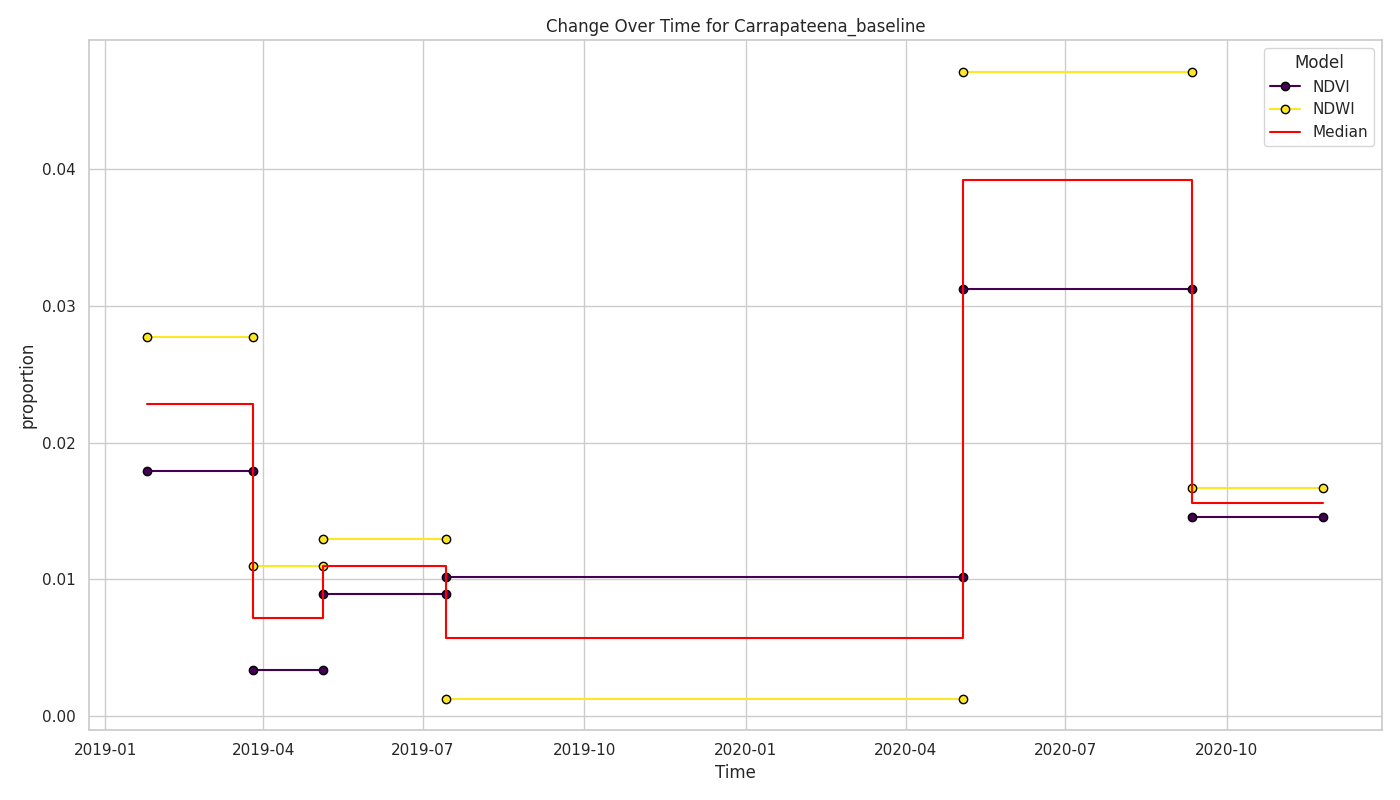 Change Over Time for Carrapateena_baseline
Model
NDVI
NDWI
Median
0.04
0.03
0.02
0.01
0.00
proportion
2019-01
2019-04
2019-07
2019-10
2020-01
2020-04
2020-07
2020-10
Time